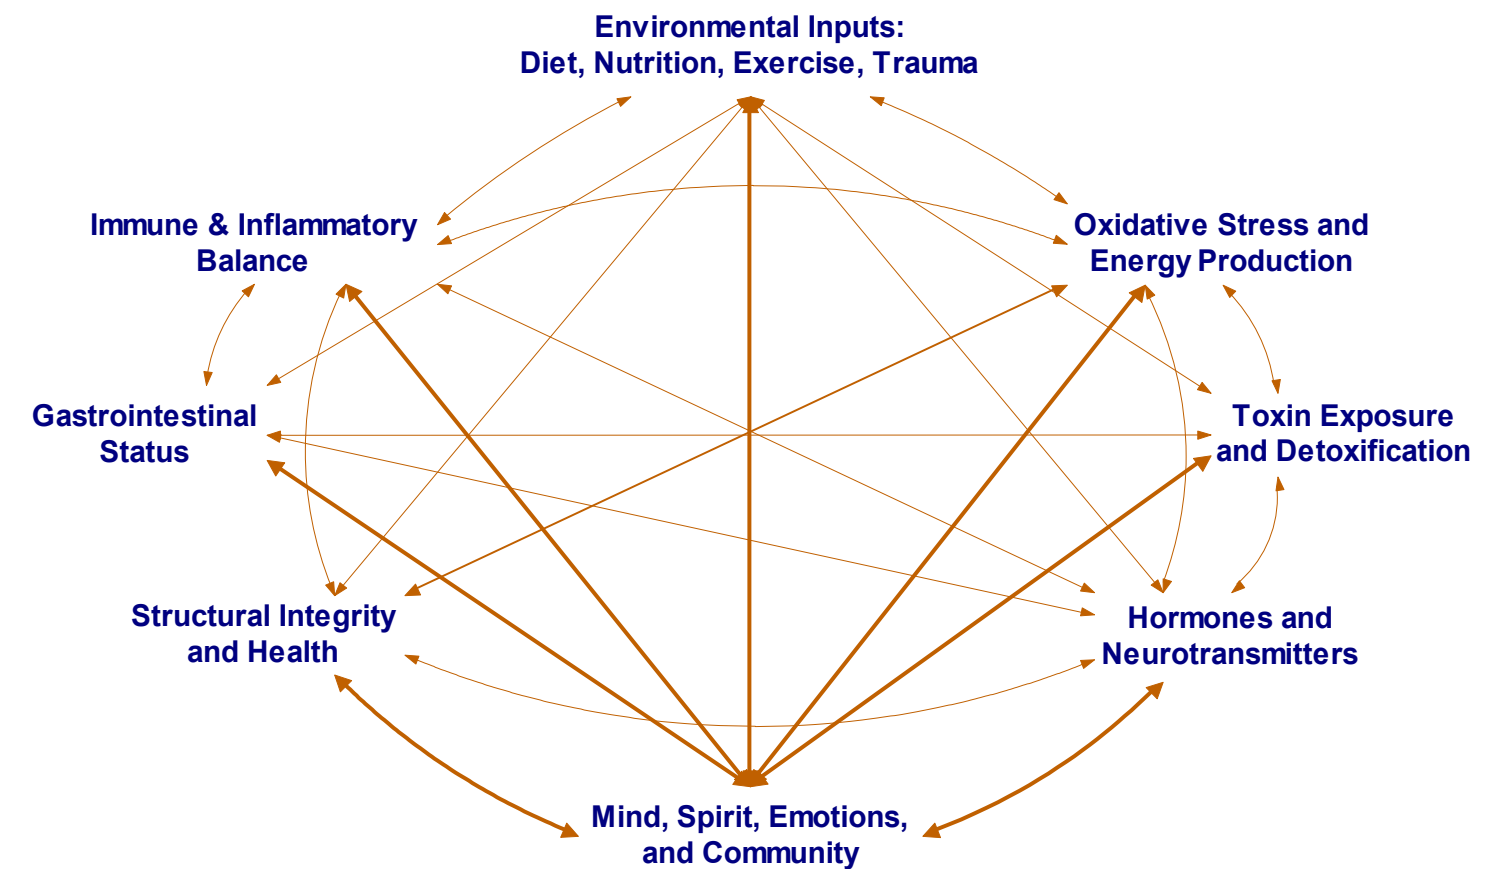 Environmental Inputs:
Diet, Nutrition, Exercise, Trauma
Immune & Inflammatory
Balance
Oxidative Stress and
Energy Production
Gastrointestinal
Status
Toxin Exposure
and Detoxification
Structural Integrity
and Health
Hormones and
Neurotransmitters
Mind, Spirit, Emotions,
and Community